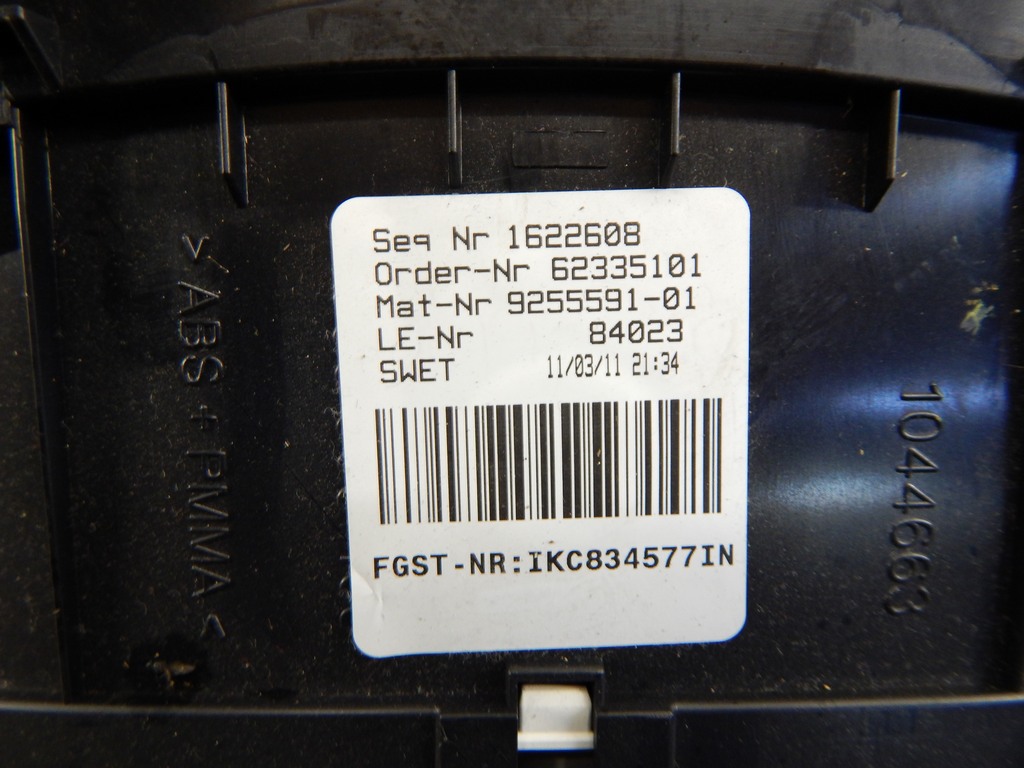 Seq Nr 1622608
Order-Nr 62335101
Mat-Nr 9255591-01
LE-Nr 84023
SWET 11/03/11 21:34
FGST-NR:IKC834577IN
> ABS + PMMA <
1044663